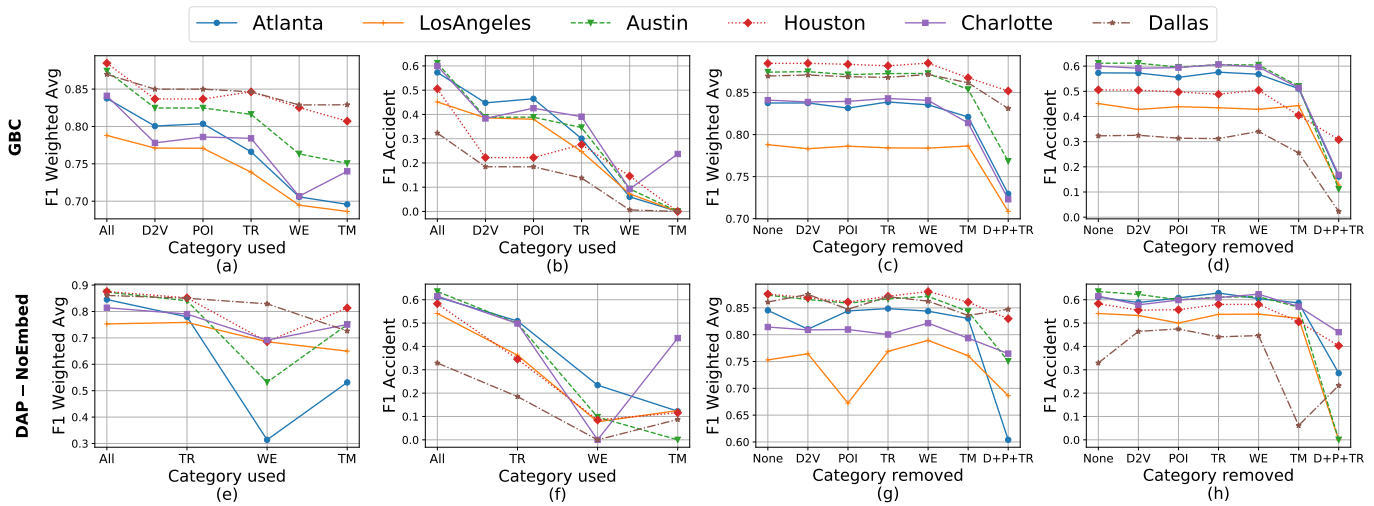 Atlanta LosAngeles Austin Houston Charlotte Dallas
GBC
F1 Weighted Avg
0.85
0.80
0.75
0.70
All D2V POI TR WE TM
Category used
(a)
F1 Accident
0.6
0.5
0.4
0.3
0.2
0.1
0.0
All D2V POI TR WE TM
Category used
(b)
F1 Weighted Avg
0.85
0.80
0.75
0.70
None D2V POI TR WE TM D+P+TR
Category removed
(c)
F1 Accident
0.6
0.5
0.4
0.3
0.2
0.1
0.0
None D2V POI TR WE TM D+P+TR
Category removed
(d)
DAP – NoEmbed
F1 Weighted Avg
0.9
0.8
0.7
0.6
0.5
0.4
0.3
All TR WE TM
Category used
(e)
F1 Accident
0.6
0.5
0.4
0.3
0.2
0.1
0.0
All TR WE TM
Category used
(f)
F1 Weighted Avg
0.85
0.80
0.75
0.70
0.65
0.60
None D2V POI TR WE TM D+P+TR
Category removed
(g)
F1 Accident
0.6
0.5
0.4
0.3
0.2
0.1
0.0
None D2V POI TR WE TM D+P+TR
Category removed
(h)